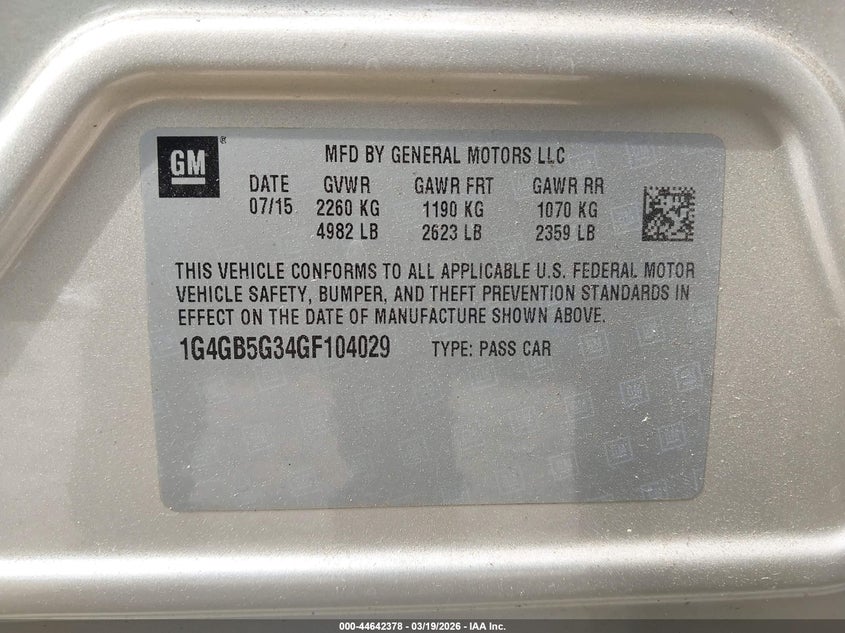 GM ®
MFD BY GENERAL MOTORS LLC
DATE GVWR GAWR FRT GAWR RR
07/15 2260 KG 1190 KG 1070 KG
4982 LB 2623 LB 2359 LB
THIS VEHICLE CONFORMS TO ALL APPLICABLE U.S. FEDERAL MOTOR
VEHICLE SAFETY, BUMPER, AND THEFT PREVENTION STANDARDS IN
EFFECT ON THE DATE OF MANUFACTURE SHOWN ABOVE.
1G4GB5G34GF104029 TYPE: PASS CAR
000-44642378 - 03/19/2026 - IAA Inc.